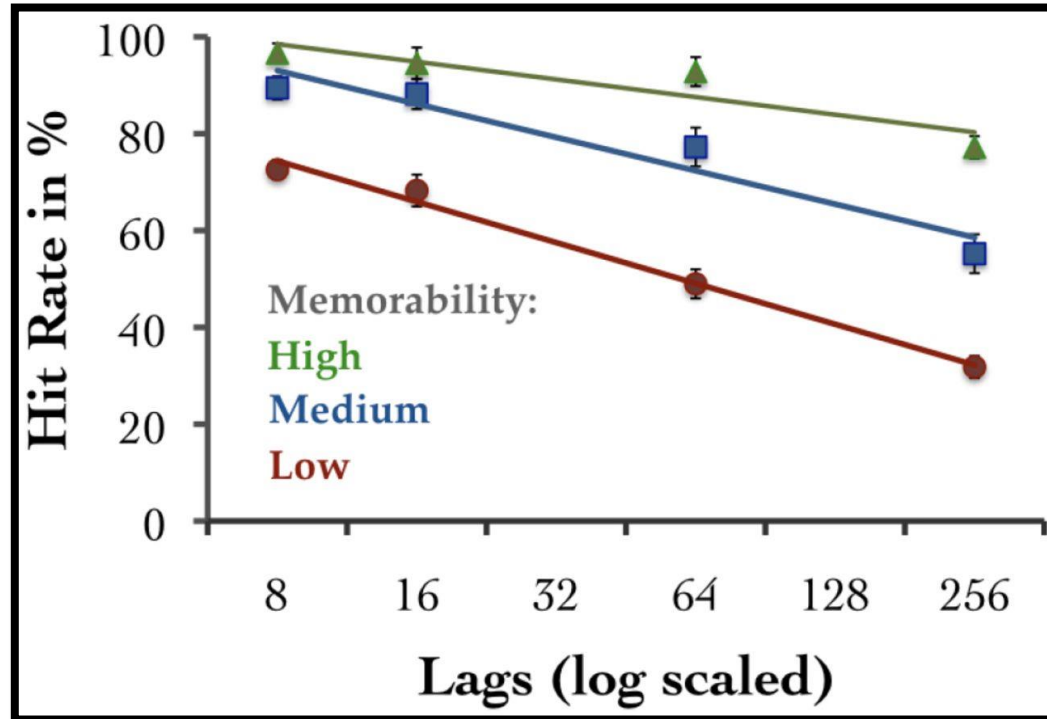 Hit Rate in %
100
80
60
40
20
0
Memorability:
High
Medium
Low
8 16 32 64 128 256
Lags (log scaled)